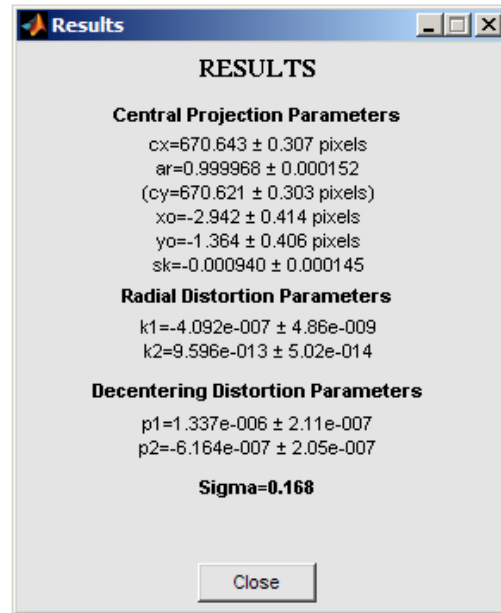 Results
RESULTS
Central Projection Parameters
cx=670.643 ± 0.307 pixels
ar=0.999968 ± 0.000152
(cy=670.621 ± 0.303 pixels)
xo=-2.942 ± 0.414 pixels
yo=-1.364 ± 0.406 pixels
sk=-0.000940 ± 0.000145
Radial Distortion Parameters
k1=-4.092e-007 ± 4.86e-009
k2=9.596e-013 ± 5.02e-014
Decentering Distortion Parameters
p1=1.337e-006 ± 2.11e-007
p2=-6.164e-007 ± 2.05e-007
Sigma=0.168
Close